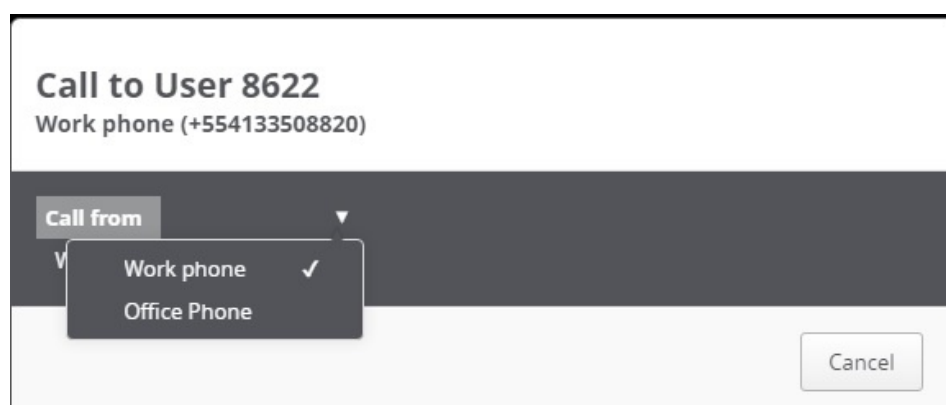 Call to User 8622
Work phone (+554133508820)
Call from
W
Work phone
Office Phone
Cancel